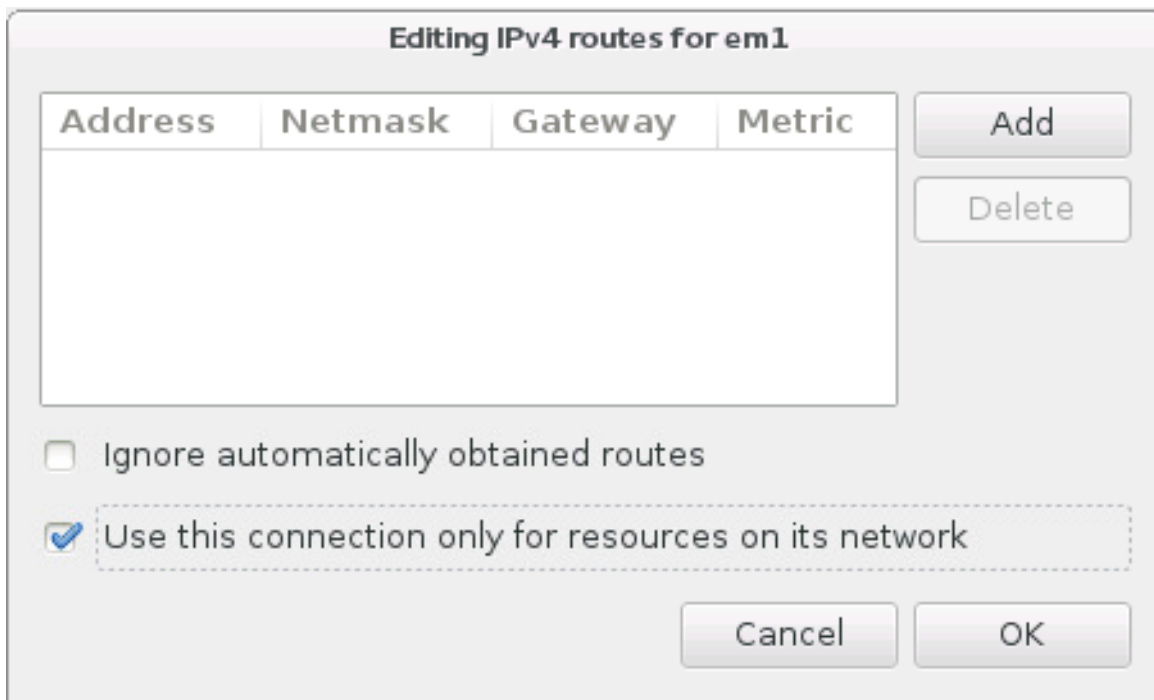 Editing IPv4 routes for em1
Address Netmask Gateway Metric
Add
Delete
Ignore automatically obtained routes
Use this connection only for resources on its network
Cancel OK